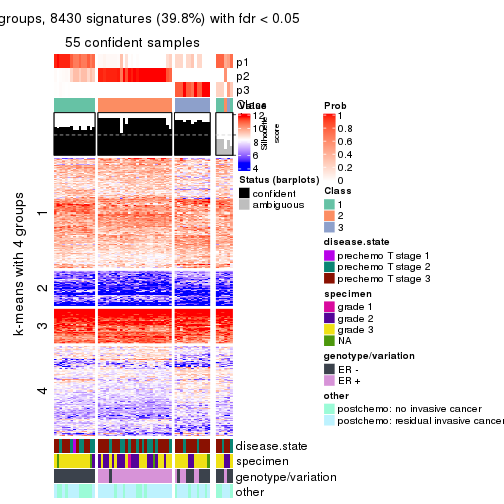 groups, 8430 signatures (39.8%) with fdr < 0.05
55 confident samples
p1
p2
p3
Class
Value
12
10
8
6
4
Silhouette
score
Prob
1
0.8
0.6
0.4
0.2
0
Status (barplots)
confident
ambiguous
Class
1
2
3
disease.state
prechemo T stage 1
prechemo T stage 2
prechemo T stage 3
specimen
grade 1
grade 2
grade 3
NA
genotype/variation
ER -
ER +
other
postchemo: no invasive cancer
postchemo: residual invasive cancer
k-means with 4 groups
1
2
3
4
disease.state
specimen
genotype/variation
other